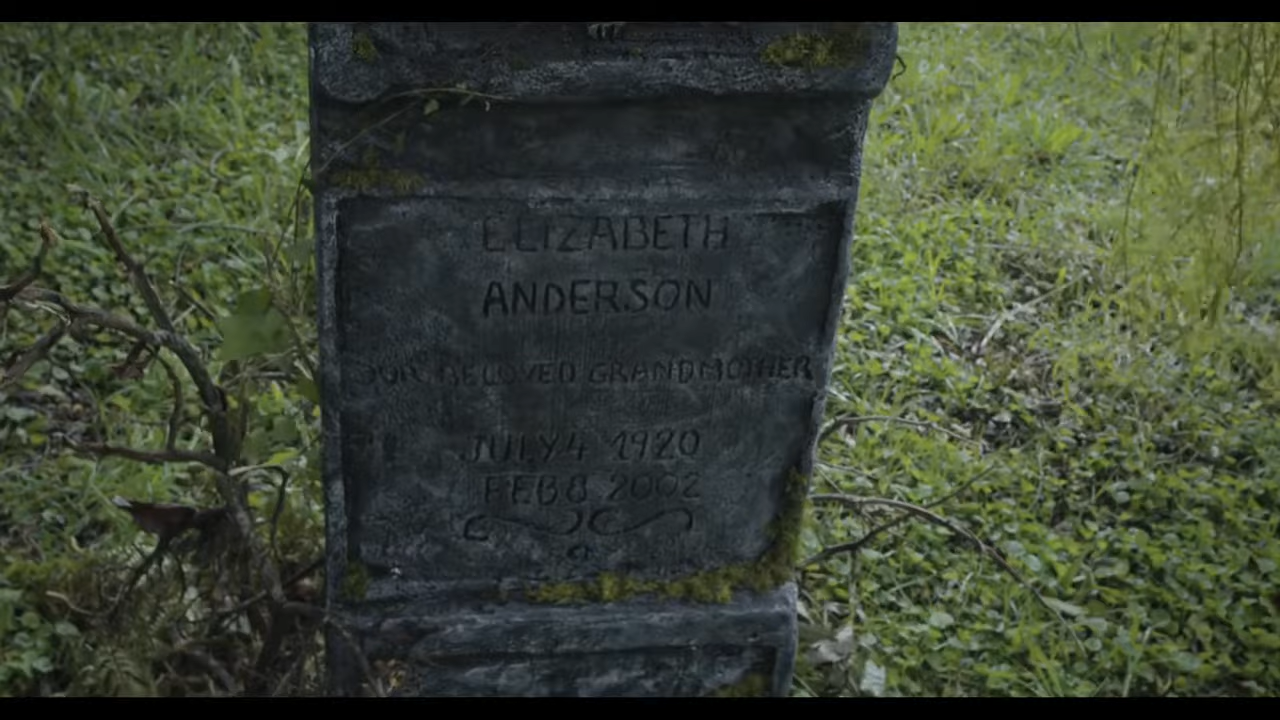 ELIZABETH
ANDERSON
OUR BELOVED GRANDMOTHER
JULY 4 1920
FEB 8 2002